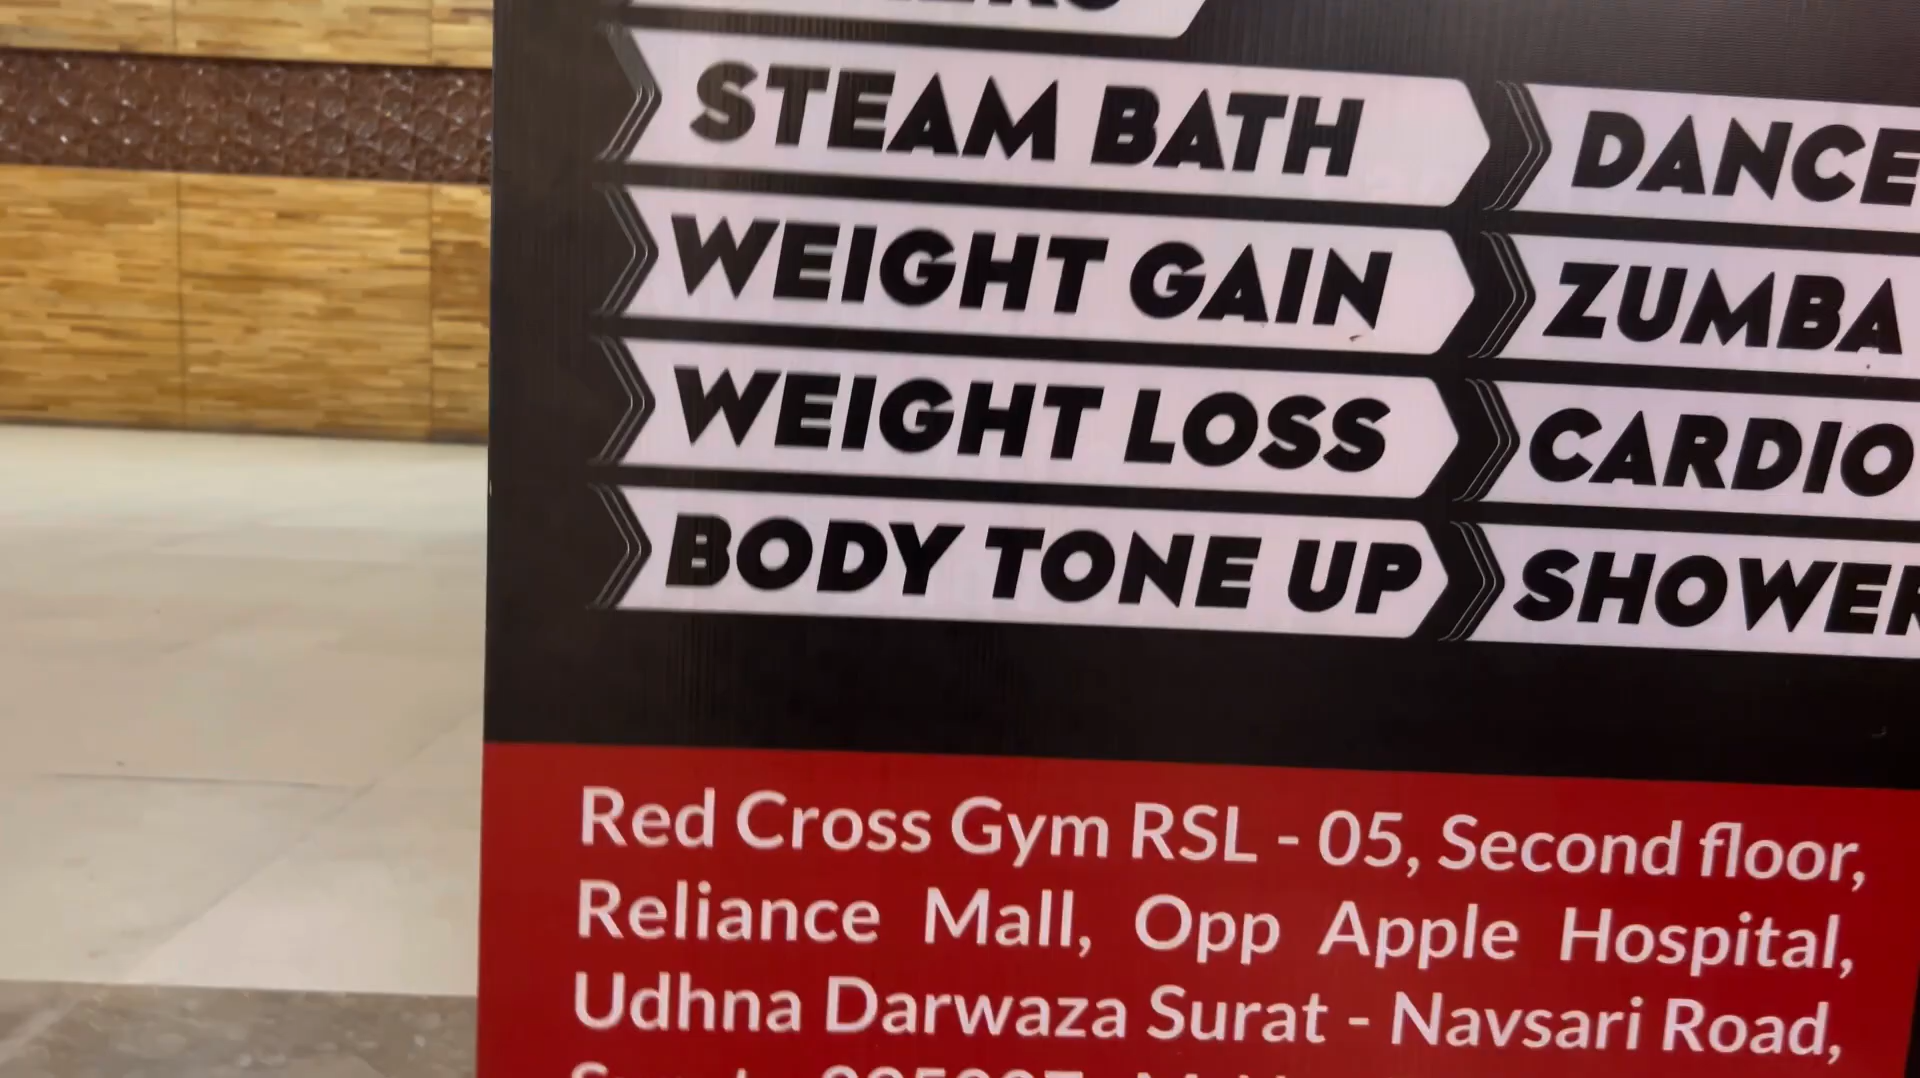 STEAM BATH
DANCE
WEIGHT GAIN
ZUMBA
WEIGHT LOSS
CARDIO
BODY TONE UP
SHOWER
Red Cross Gym RSL - 05, Second floor,
Reliance Mall, Opp Apple Hospital,
Udhna Darwaza Surat - Navsari Road,